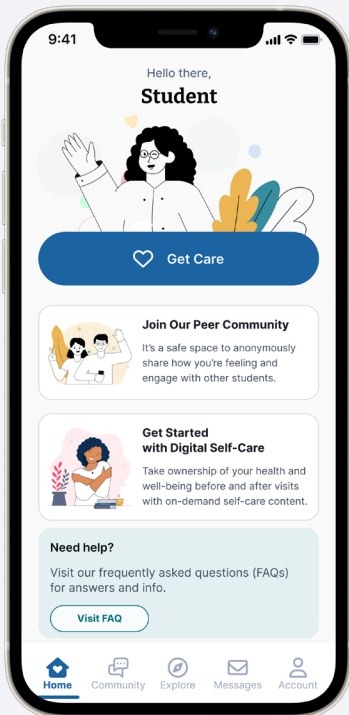 9:41
Hello there,
Student
Get Care
Join Our Peer Community
It's a safe space to anonymously
share how you're feeling and
engage with other students.
Get Started
with Digital Self-Care
Take ownership of your health and
well-being before and after visits
with on-demand self-care content.
Need help?
Visit our frequently asked questions (FAQs)
for answers and info.
Visit FAQ
Home Community Explore Messages Account